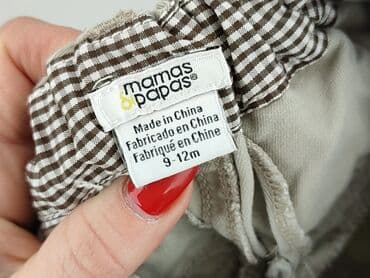 mamas
&papas®
Made in China
Fabricado en China
Fabriqué en Chine
9-12m